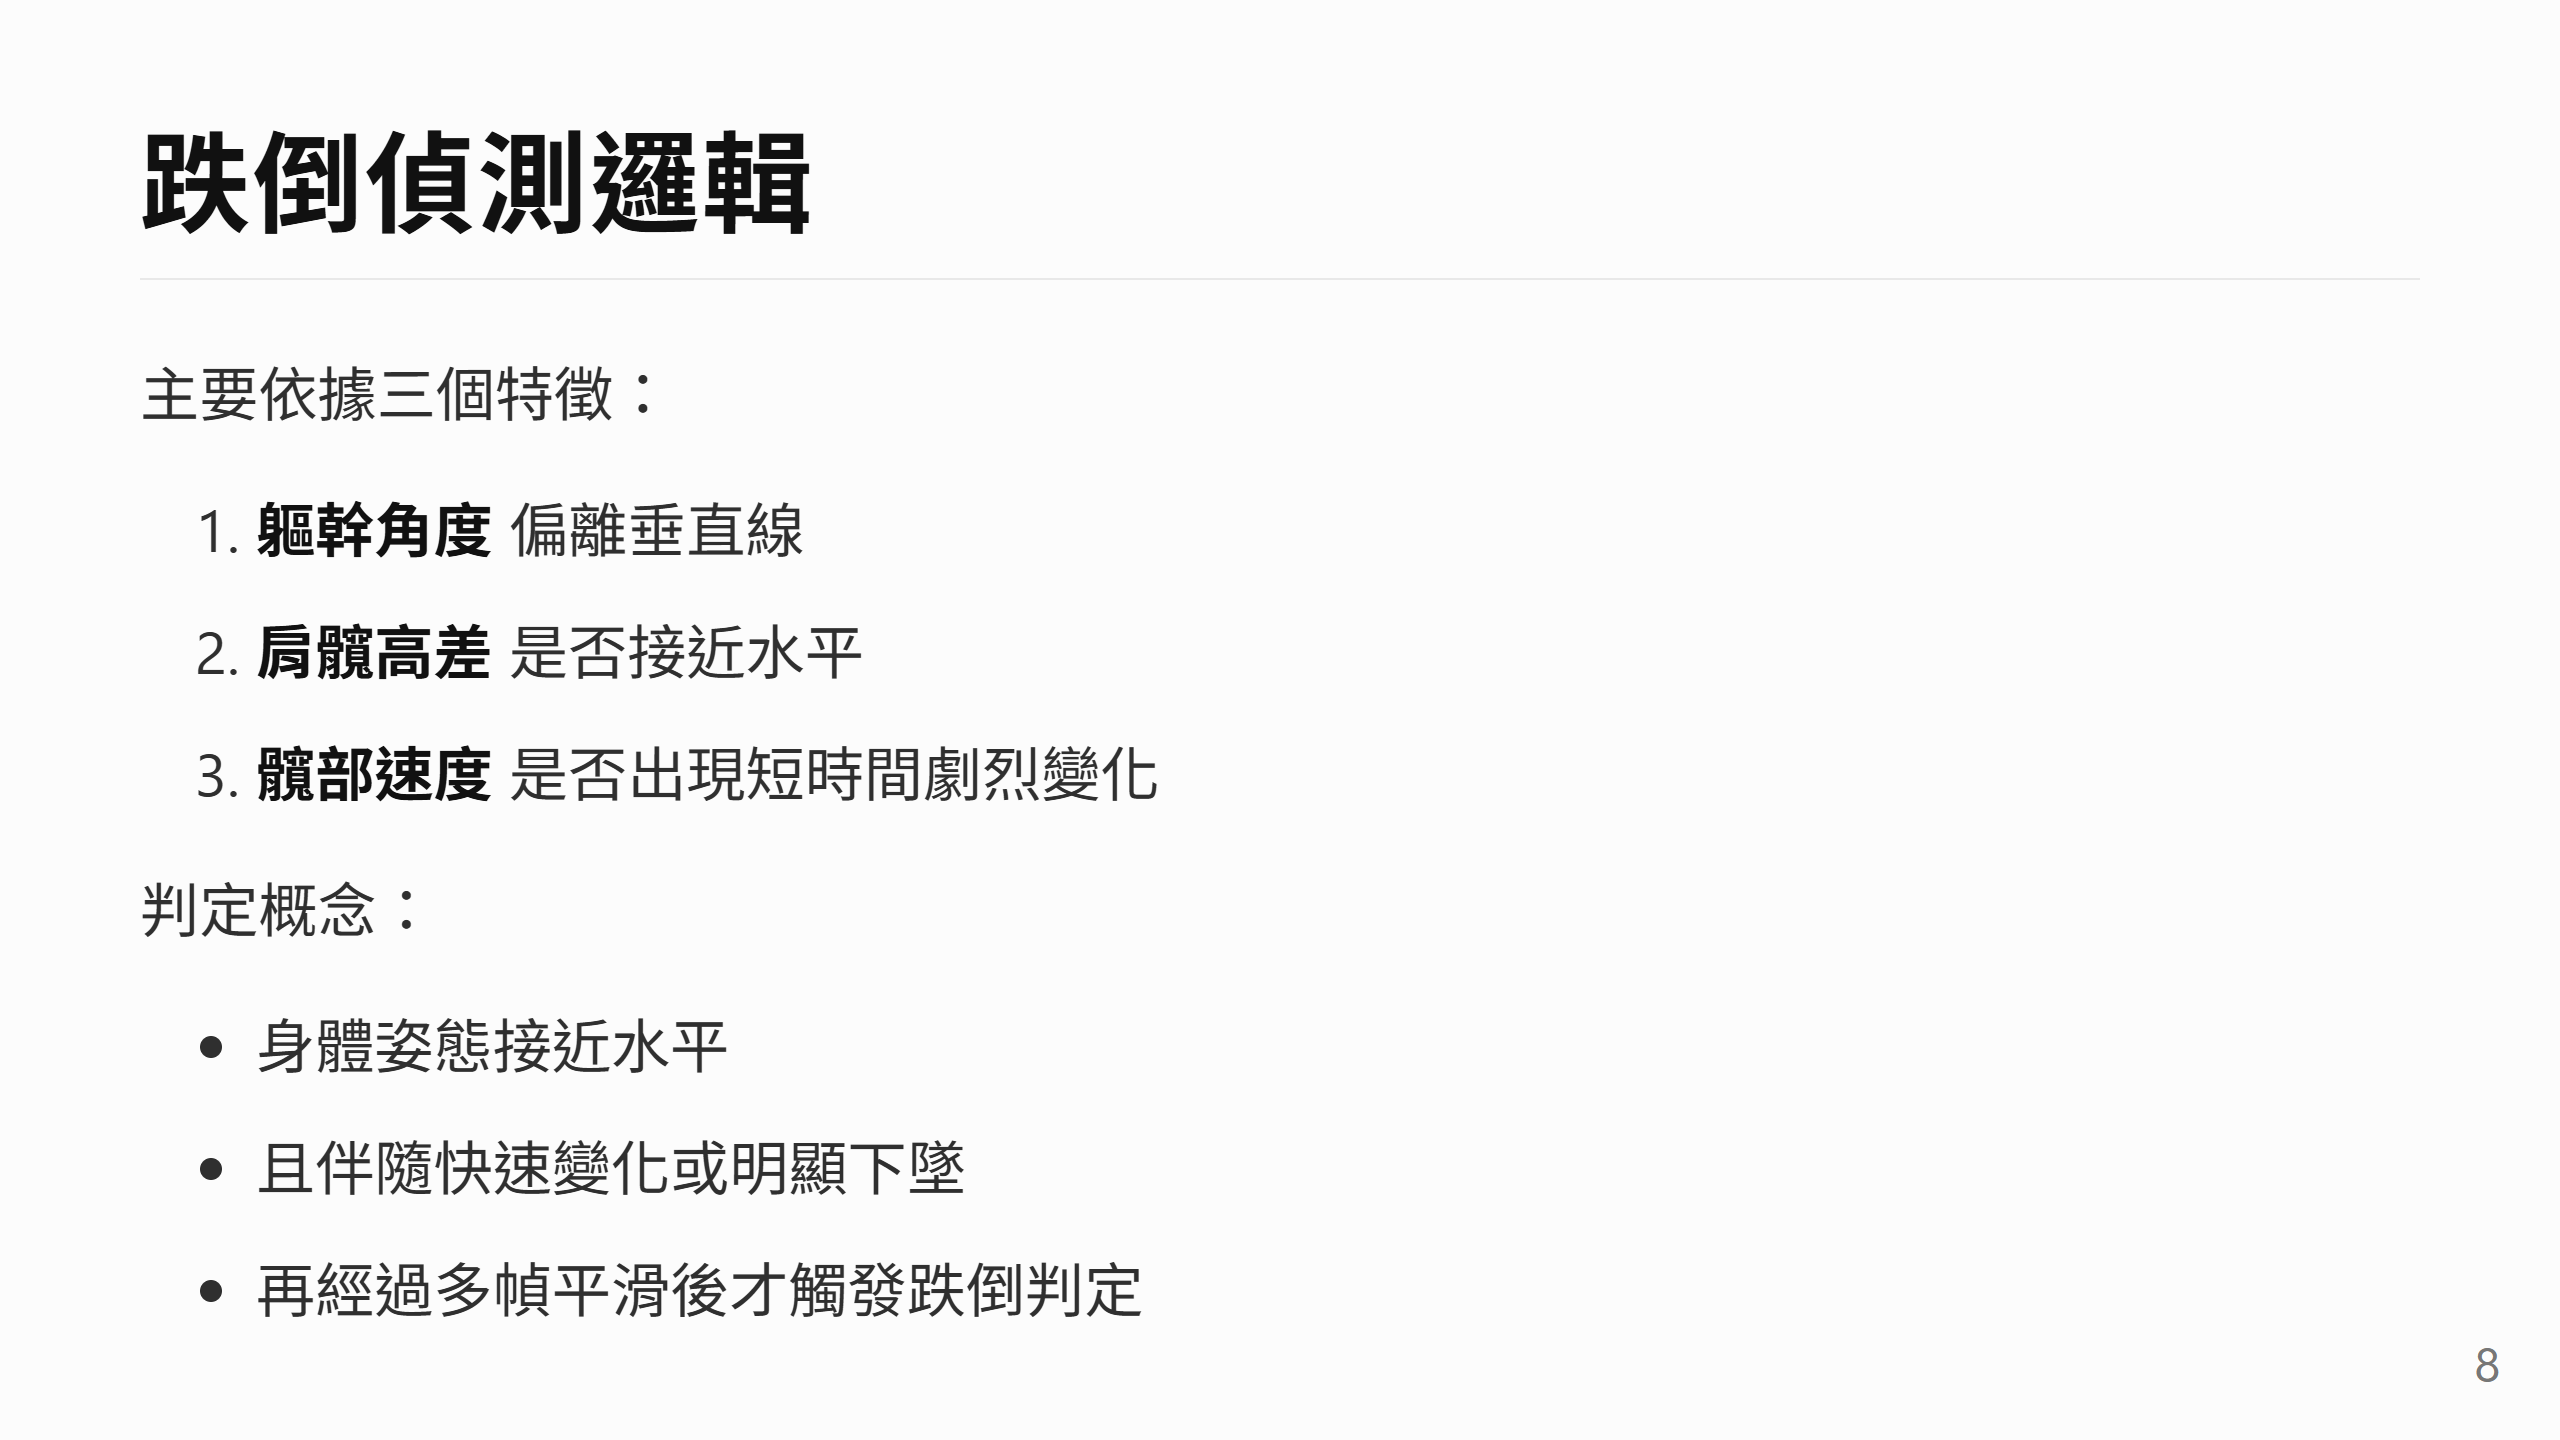 跌倒偵測邏輯
主要依據三個特徵：
1. 軀幹角度 偏離垂直線
2. 肩髖高差 是否接近水平
3. 髖部速度 是否出現短時間劇烈變化
判定概念：
• 身體姿態接近水平
• 且伴隨快速變化或明顯下墜
• 再經過多幀平滑後才觸發跌倒判定
8